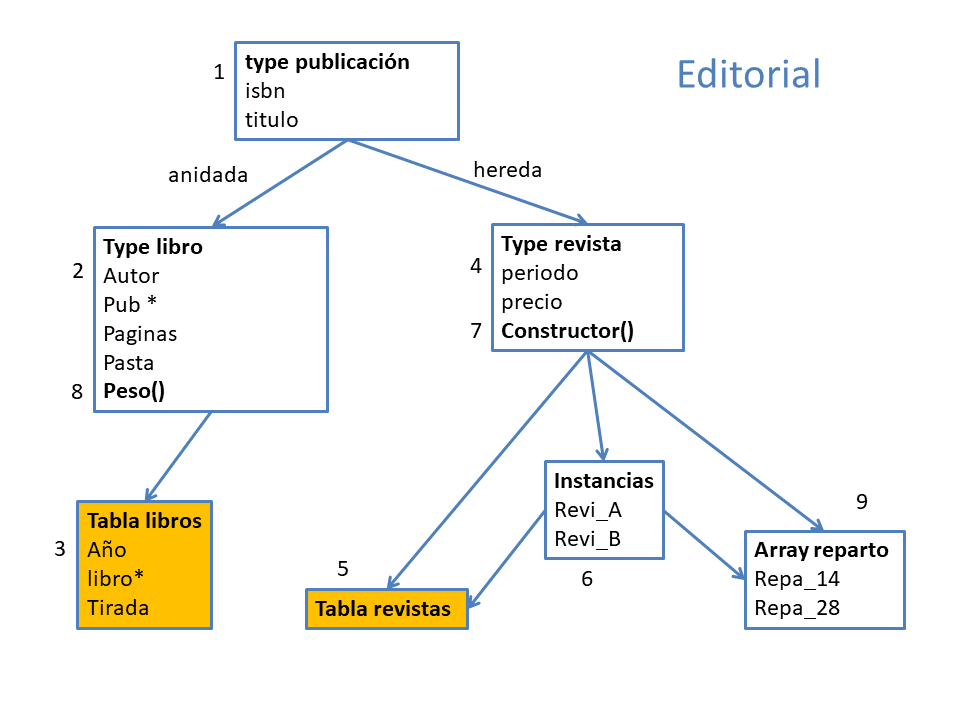 Editorial
1
type publicación
isbn
titulo
anidada
hereda
2
Type libro
Autor
Pub *
Paginas
Pasta
8
Peso()
4
Type revista
periodo
precio
7
Constructor()
3
Tabla libros
Año
libro*
Tirada
5
Tabla revistas
Instancias
Revi_A
Revi_B
6
9
Array reparto
Repa_14
Repa_28